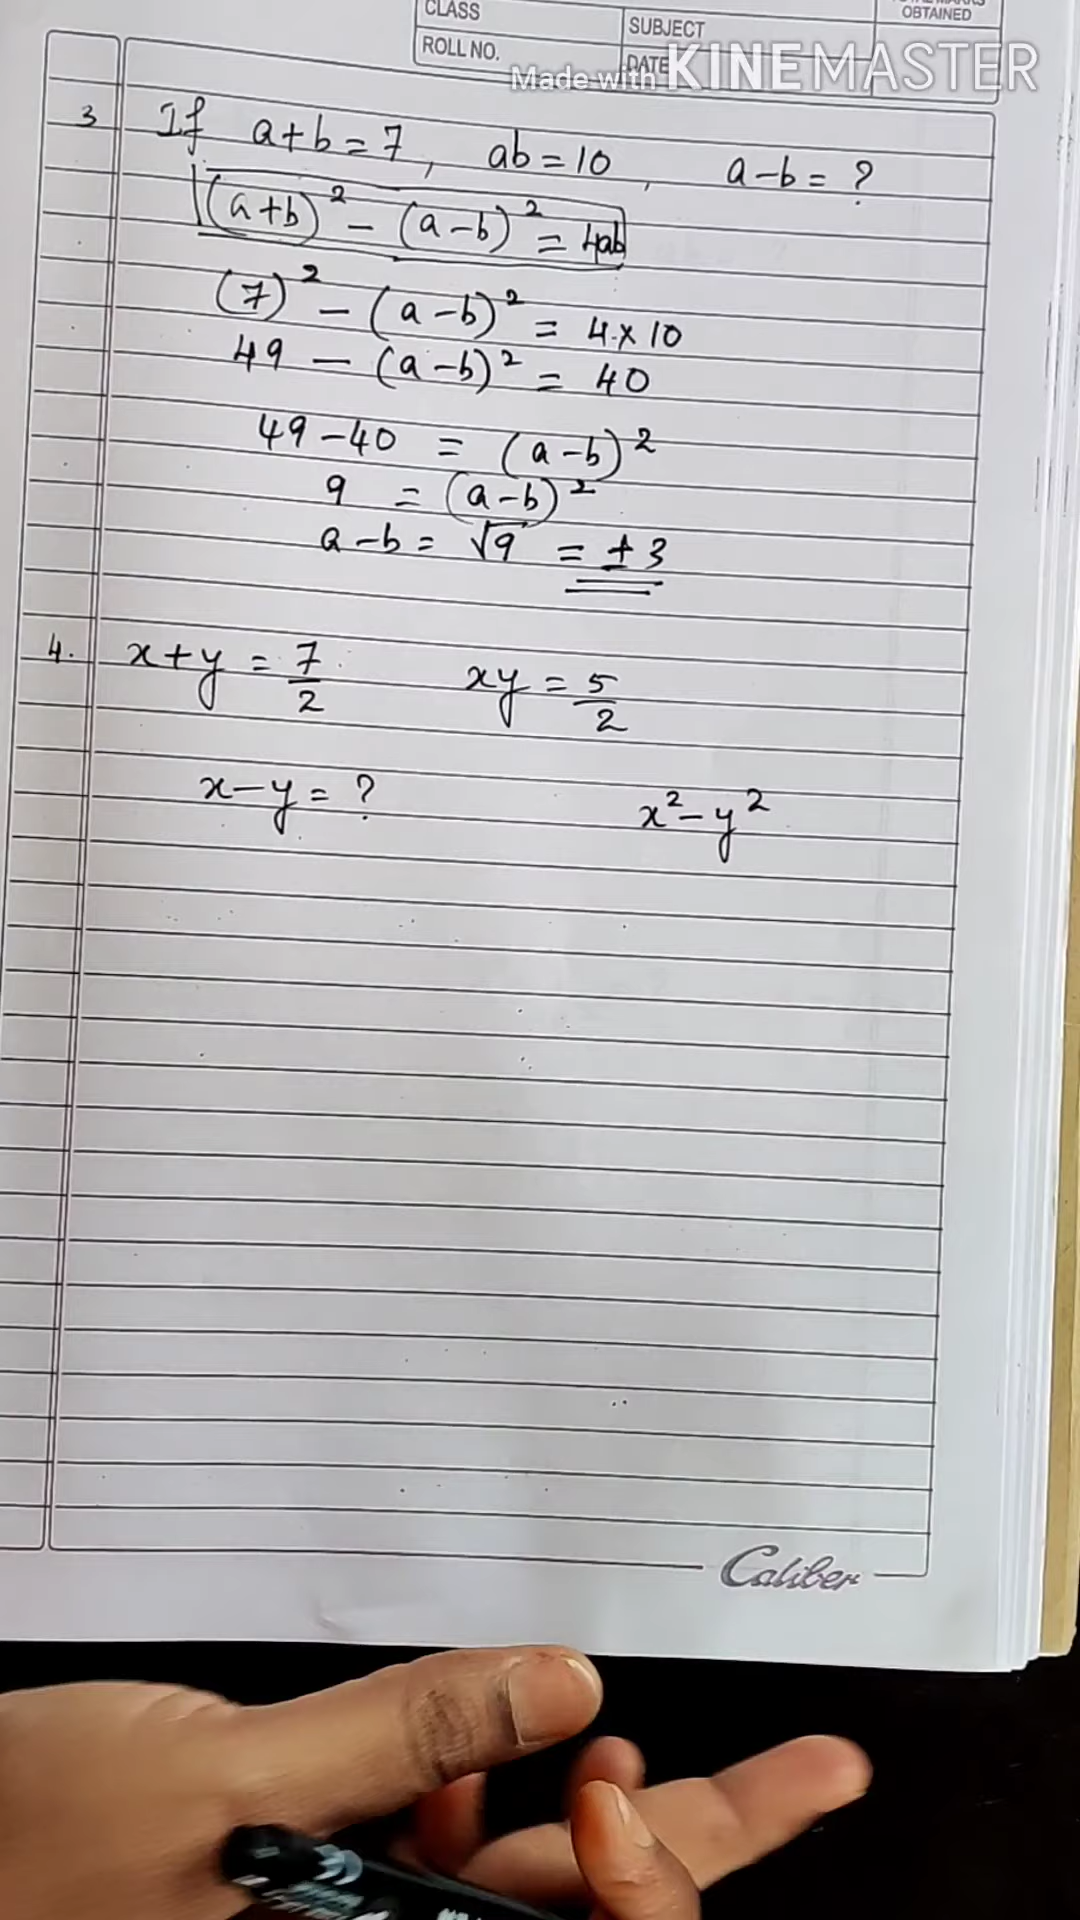 CLASS
SUBJECT
OBTAINED
ROLL NO.
DATE
Made with KINEMASTER
3 If a+b=7, ab=10, a-b=?
(a+b)² - (a-b)² = 4ab
(7)² - (a-b)² = 4×10
49 - (a-b)² = 40
49-40 = (a-b)²
9 = (a-b)²
a-b = √9 = ±3
4. x+y = 7/2 xy = 5/2
x-y = ? x²-y²
Caliber